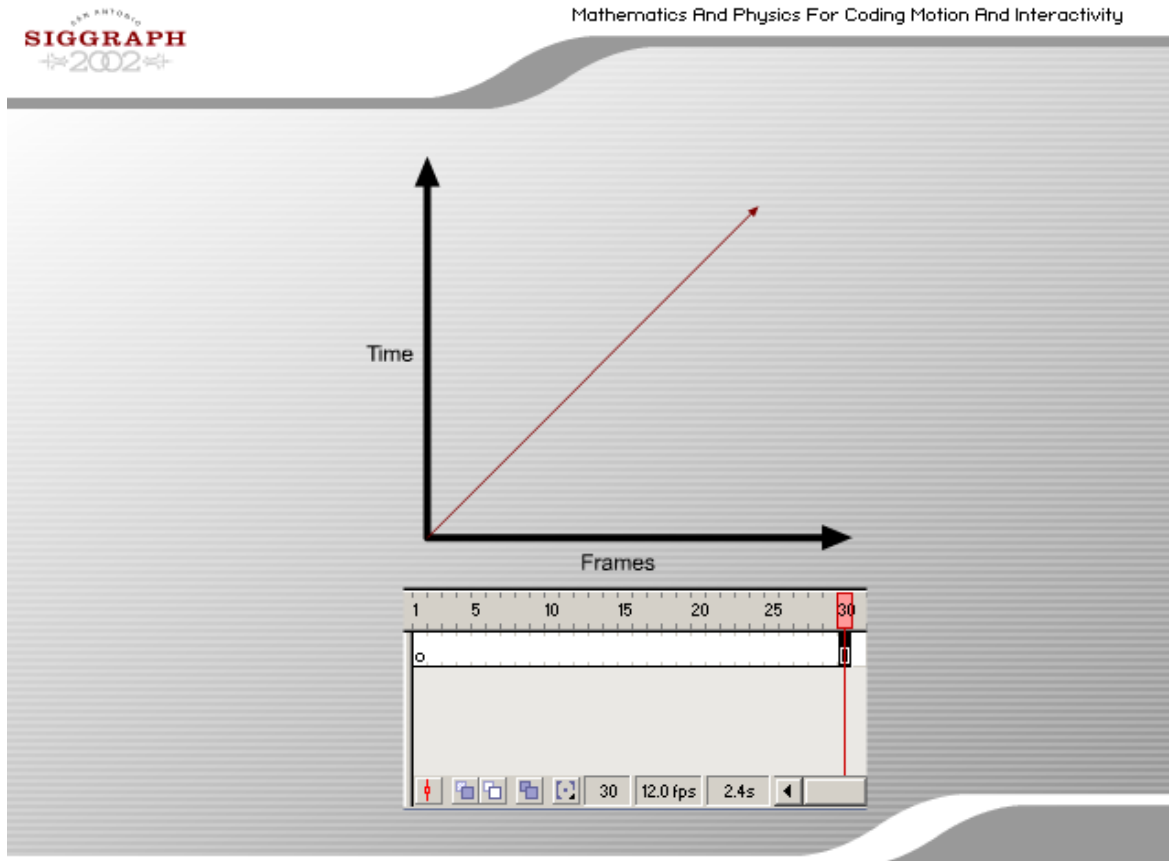 SAN ANTONIO
SIGGRAPH
2002
Mathematics And Physics For Coding Motion And Interactivity
Time
Frames
1 5 10 15 20 25 30
30 12.0 fps 2.4s